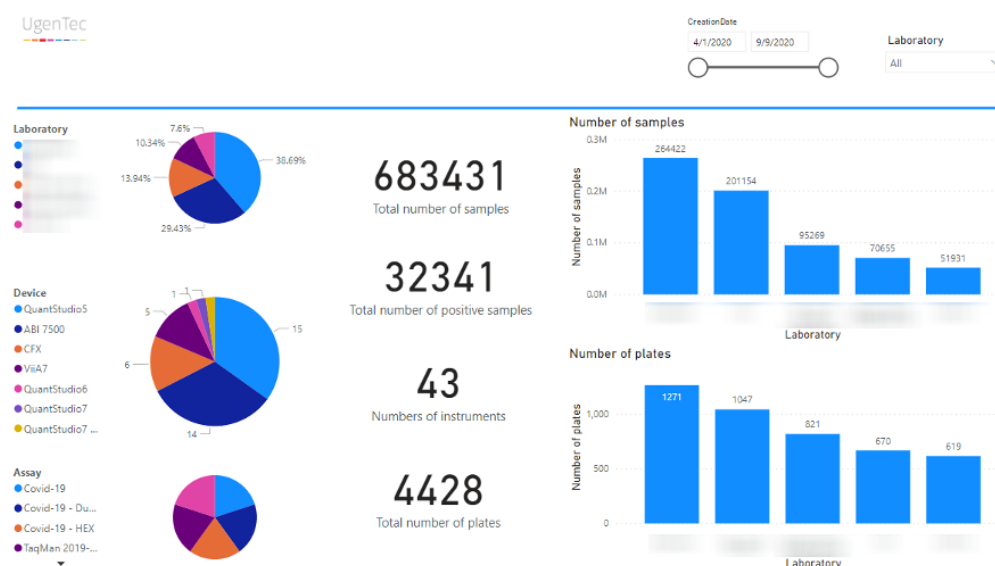 UgenTec
CreationDate
4/1/2020 9/9/2020
Laboratory
All
Laboratory
7.6%
10.34%
13.94%
29.43%
38.69%
683431
Total number of samples
32341
Total number of positive samples
43
Numbers of instruments
4428
Total number of plates
Device
QuantStudio5
ABI 7500
CFX
ViiA7
QuantStudio6
QuantStudio7
QuantStudio7 ...
1
1
5
6
14
15
Assay
Covid-19
Covid-19 - Du...
Covid-19 - HEX
TaqMan 2019-...
Number of samples
Number of samples
0.3M
0.2M
0.1M
0.0M
264422
201154
95269
70655
51931
Laboratory
Number of plates
Number of plates
1,000
500
0
1271
1047
821
670
619
Laboratory